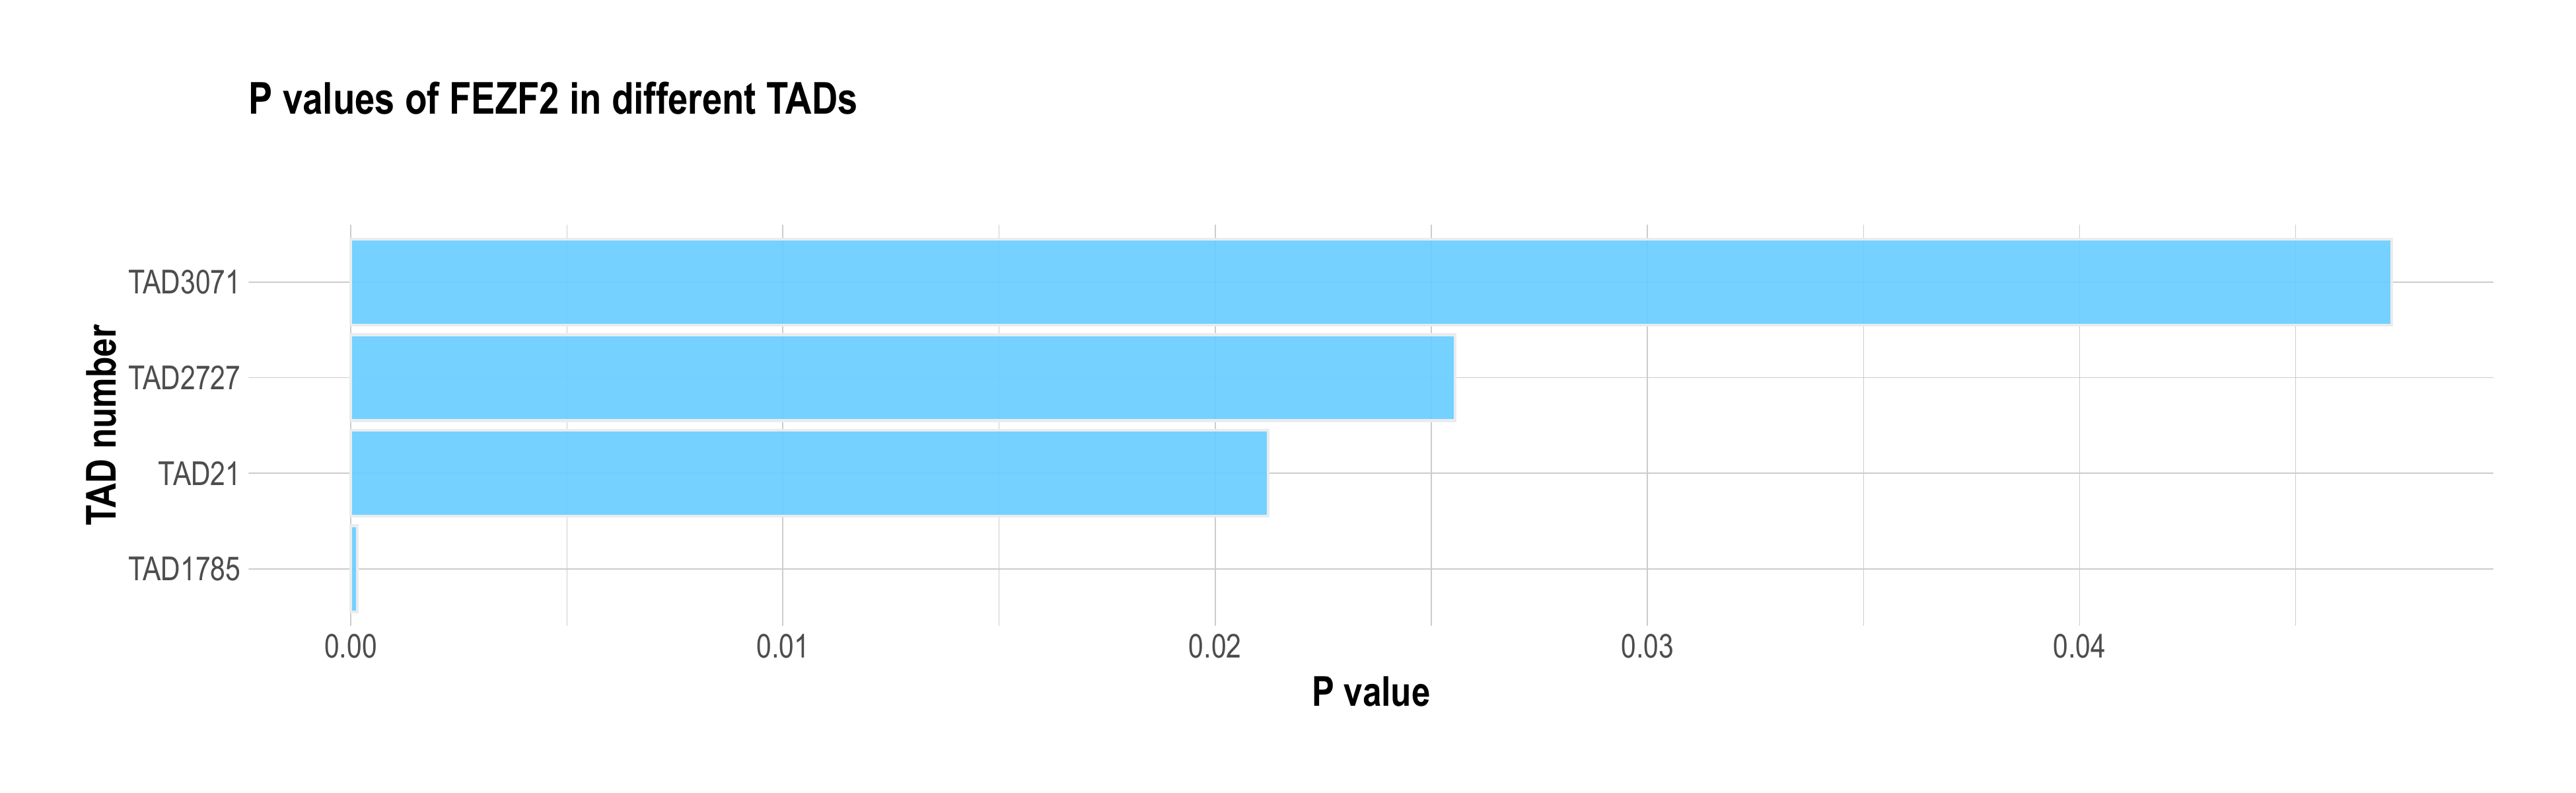 P values of FEZF2 in different TADs
TAD number
TAD3071
TAD2727
TAD21
TAD1785
0.00 0.01 0.02 0.03 0.04
P value